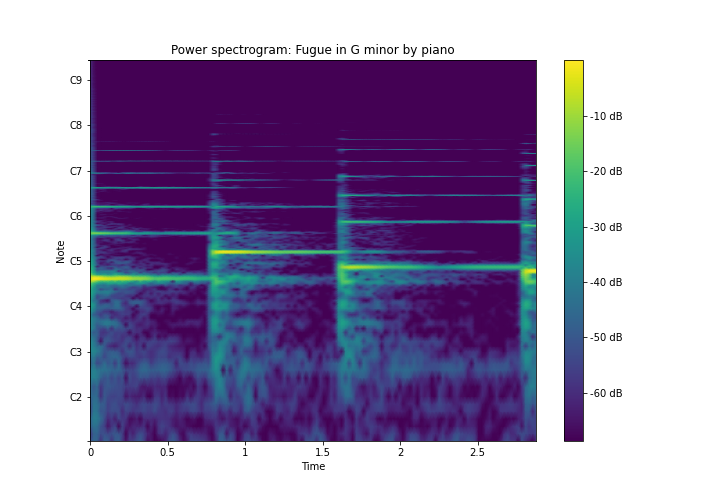 Power spectrogram: Fugue in G minor by piano
Note
C9
C8
C7
C6
C5
C4
C3
C2
0
0.5
1
1.5
2
2.5
Time
-10 dB
-20 dB
-30 dB
-40 dB
-50 dB
-60 dB